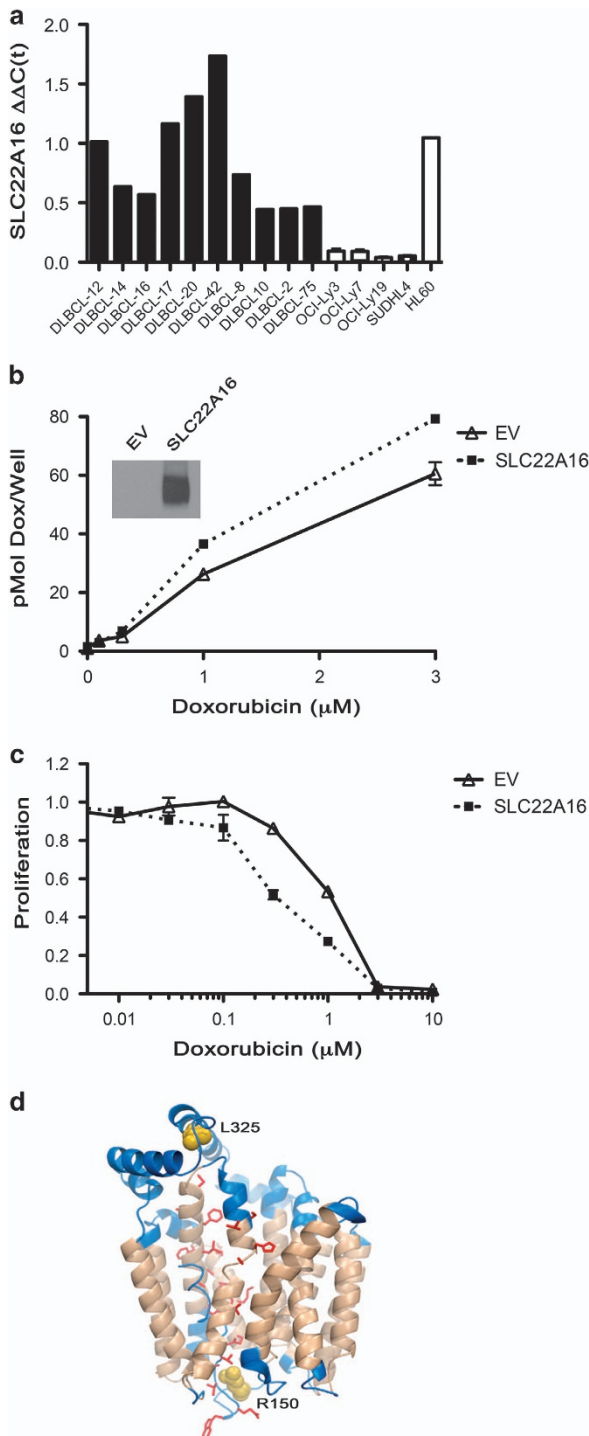 a
SLC22A16 ΔΔC(t)
2.0
1.5
1.0
0.5
0.0
DLBCL-12
DLBCL-14
DLBCL-16
DLBCL-17
DLBCL-20
DLBCL-42
DLBCL-8
DLBCL10
DLBCL-2
DLBCL-75
OCI-Ly3
OCI-Ly7
OCI-Ly19
SUDHL4
HL60
b
pMol Dox/Well
80
60
40
20
0
EV
SLC22A16
EV
SLC22A16
0 1 2 3
Doxorubicin (μM)
c
Proliferation
1.2
1.0
0.8
0.6
0.4
0.2
0.0
EV
SLC22A16
0.01 0.1 1 10
Doxorubicin (μM)
d
L325
R150